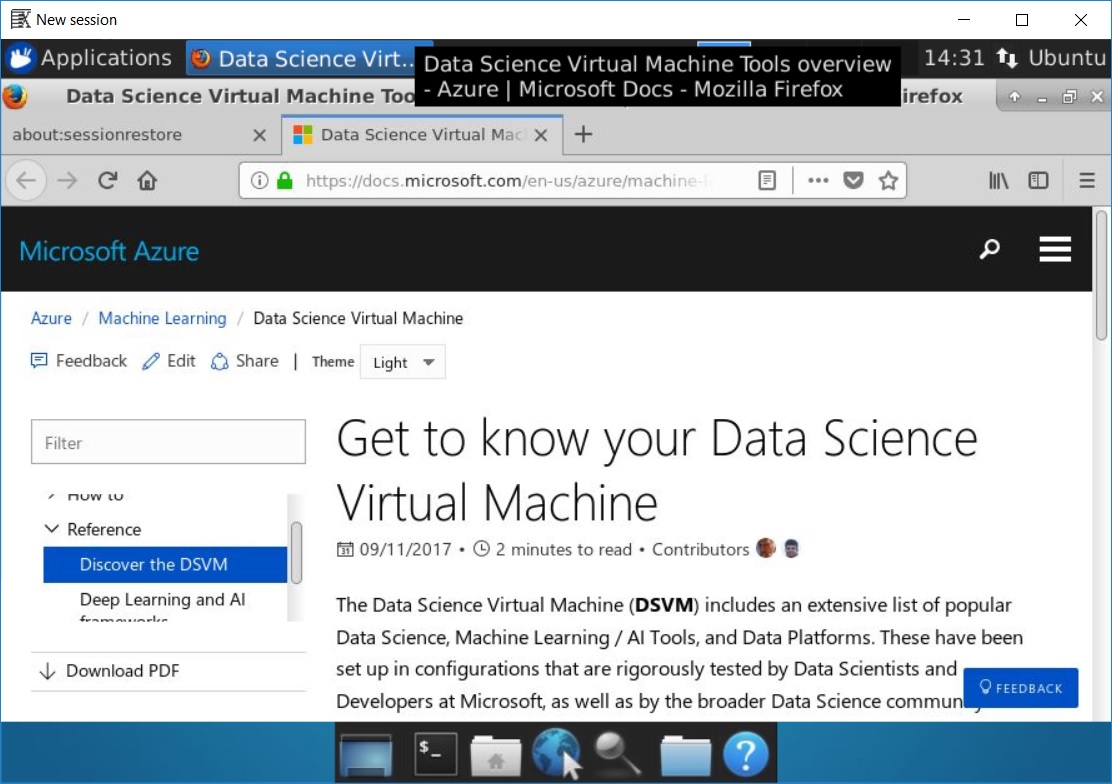 New session
Applications
Data Science Virt...
Data Science Virtual Machine Tools overview
- Azure | Microsoft Docs - Mozilla Firefox
14:31
Ubuntu
Data Science Virtual Machine Too
irefox
about:sessionrestore
Data Science Virtual Mac
https://docs.microsoft.com/en-us/azure/machine-l
Microsoft Azure
Azure / Machine Learning / Data Science Virtual Machine
Feedback Edit Share | Theme Light
Filter
How to
Reference
Discover the DSVM
Deep Learning and AI
frameworks
Download PDF
Get to know your Data Science
Virtual Machine
09/11/2017 • 2 minutes to read • Contributors
The Data Science Virtual Machine (DSVM) includes an extensive list of popular
Data Science, Machine Learning / AI Tools, and Data Platforms. These have been
set up in configurations that are rigorously tested by Data Scientists and
Developers at Microsoft, as well as by the broader Data Science community
FEEDBACK
$_
?